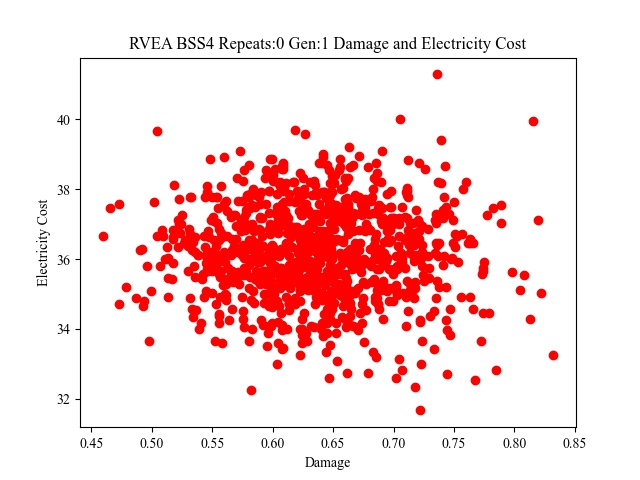 RVEA BSS4 Repeats:0 Gen:1 Damage and Electricity Cost
Electricity Cost
40
38
36
34
32
0.45 0.50 0.55 0.60 0.65 0.70 0.75 0.80 0.85
Damage